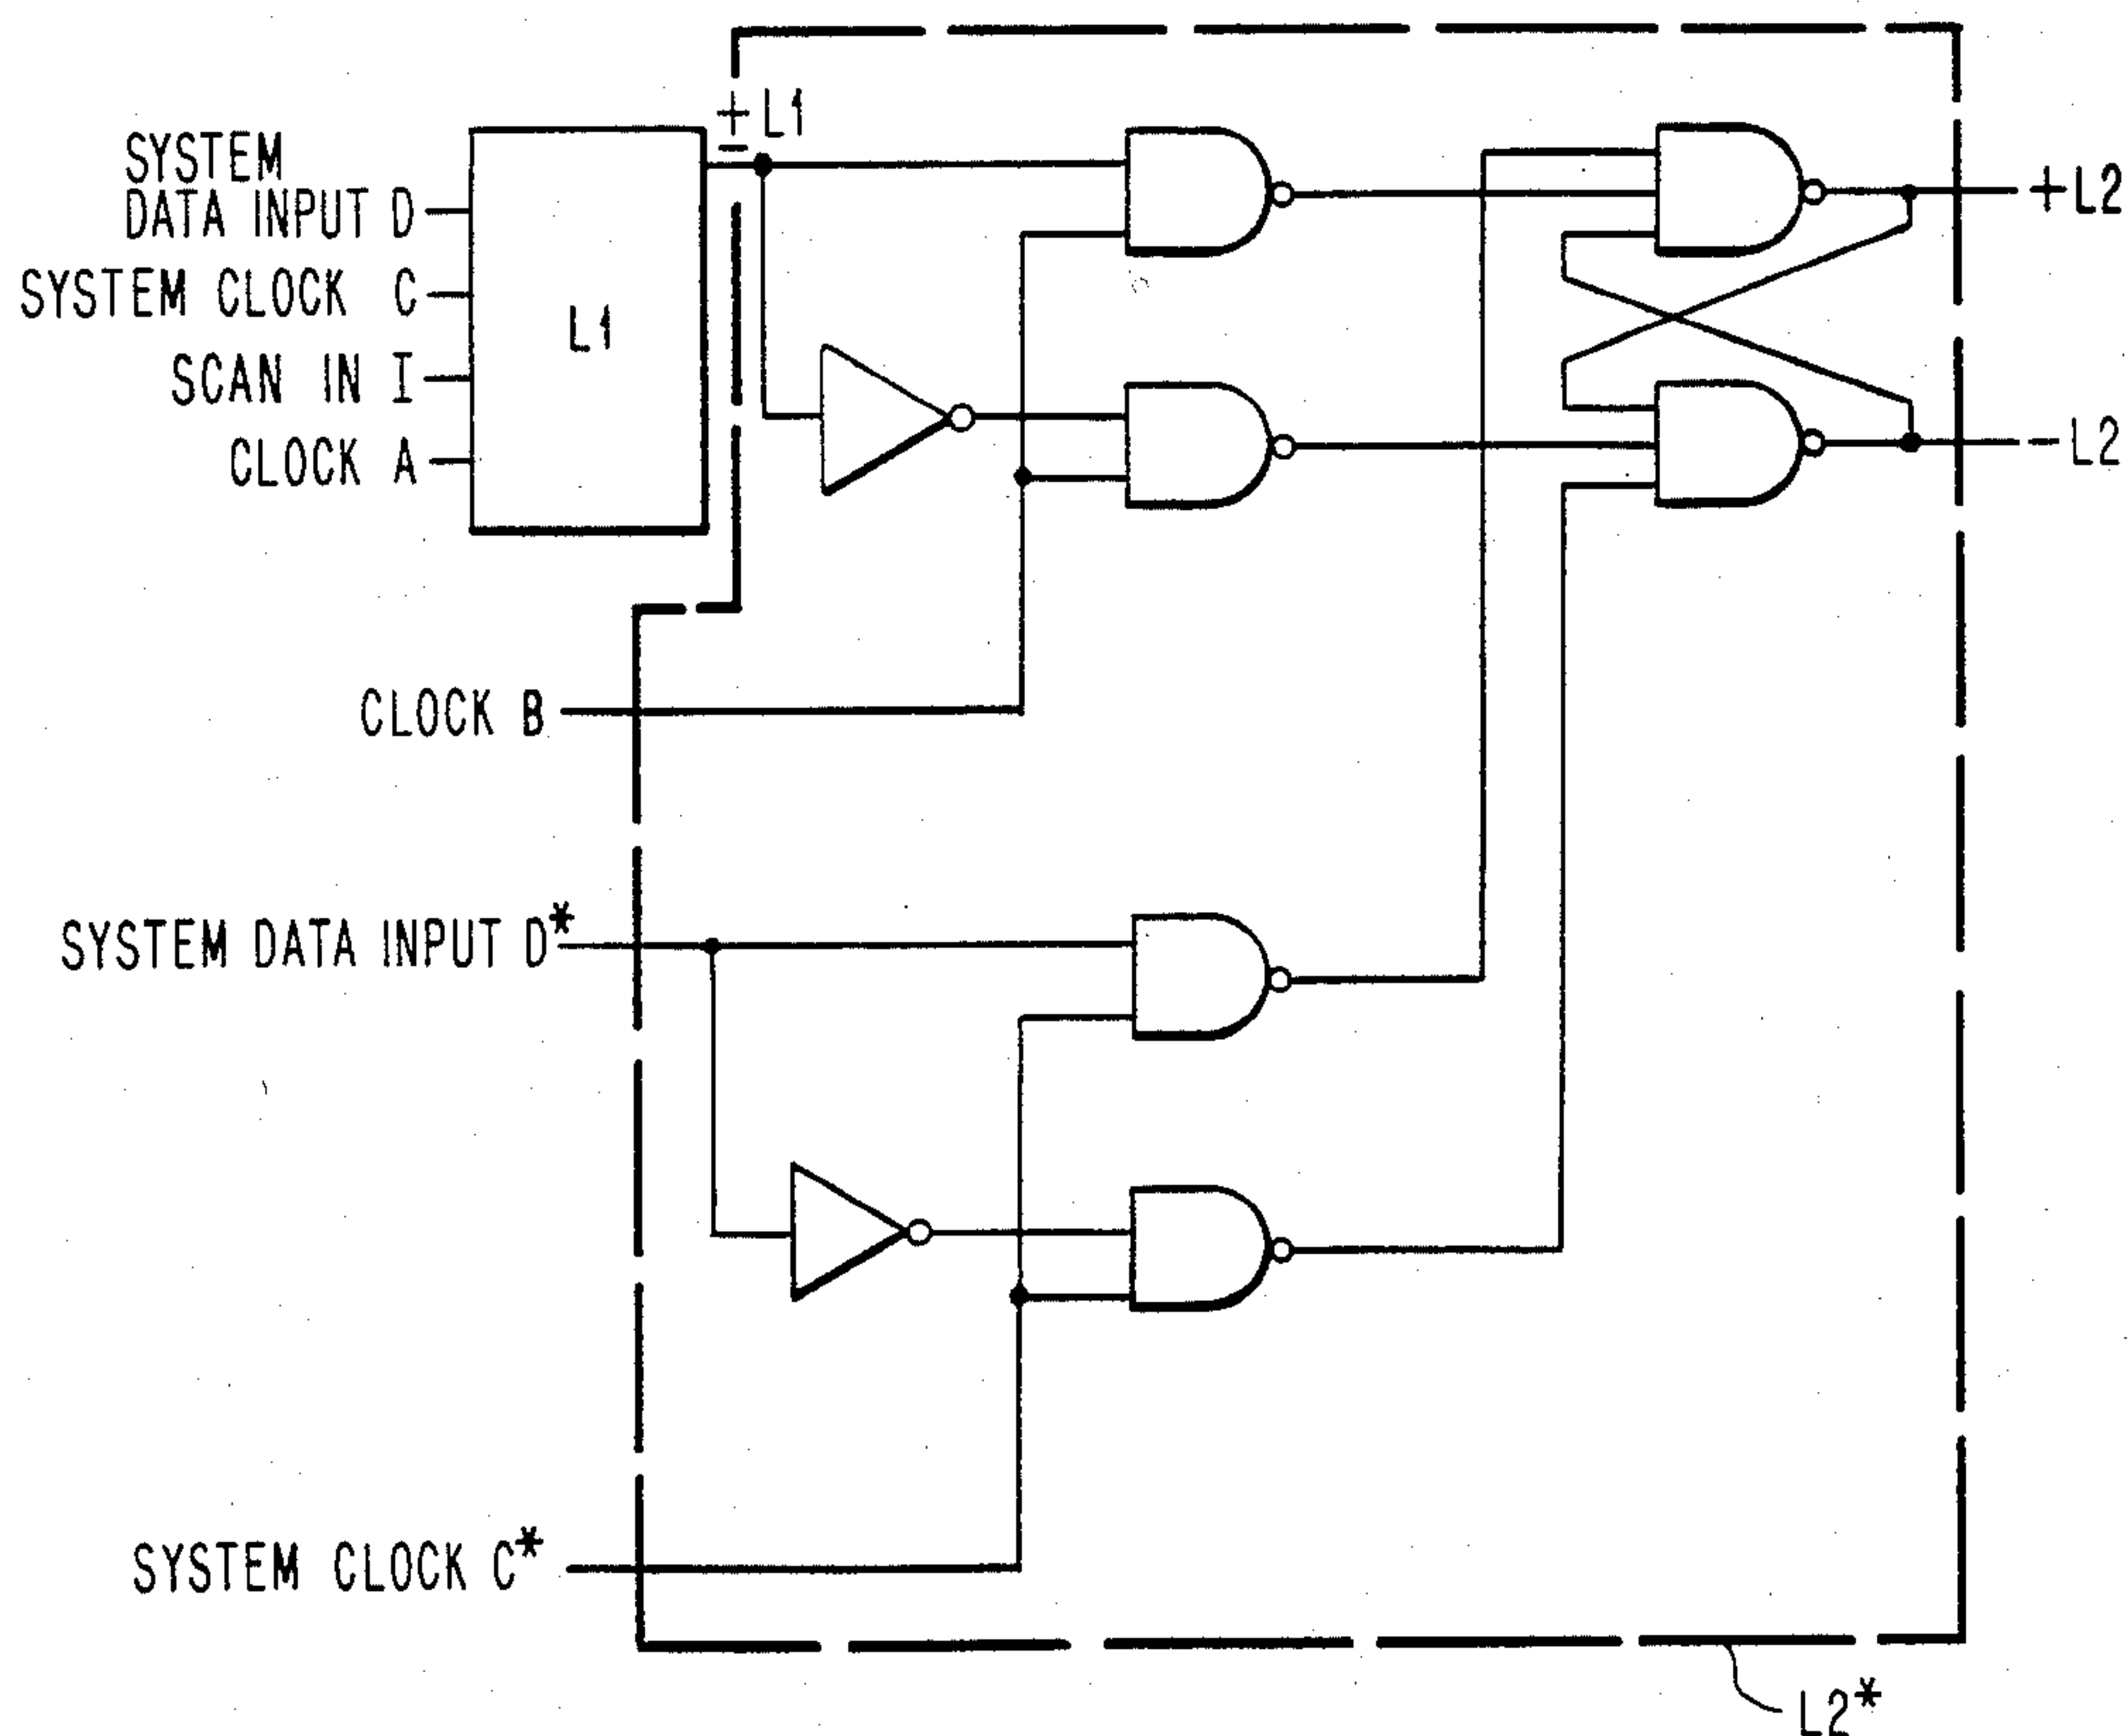 ± L1
SYSTEM
DATA INPUT D
SYSTEM CLOCK C
SCAN IN I
CLOCK A
L1
+L2
-L2
CLOCK B
SYSTEM DATA INPUT D*
SYSTEM CLOCK C*
L2*